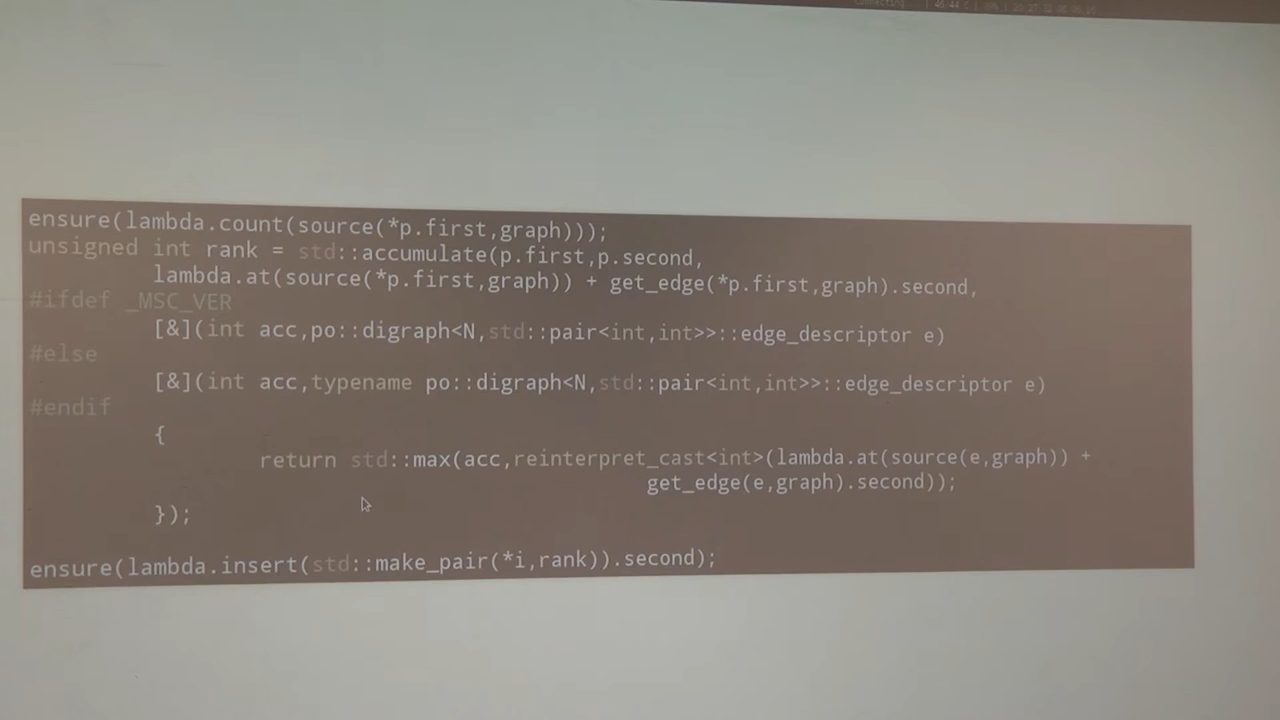 ensure(lambda.count(source(*p.first,graph)));
unsigned int rank = std::accumulate(p.first,p.second,
lambda.at(source(*p.first,graph)) + get_edge(*p.first,graph).second,
#ifdef _MSC_VER
[&](int acc,po::digraph<N,std::pair<int,int>>::edge_descriptor e)
#else
[&](int acc,typename po::digraph<N,std::pair<int,int>>::edge_descriptor e)
#endif
{
return std::max(acc,reinterpret_cast<int>(lambda.at(source(e,graph)) +
get_edge(e,graph).second));
});
ensure(lambda.insert(std::make_pair(*i,rank)).second);